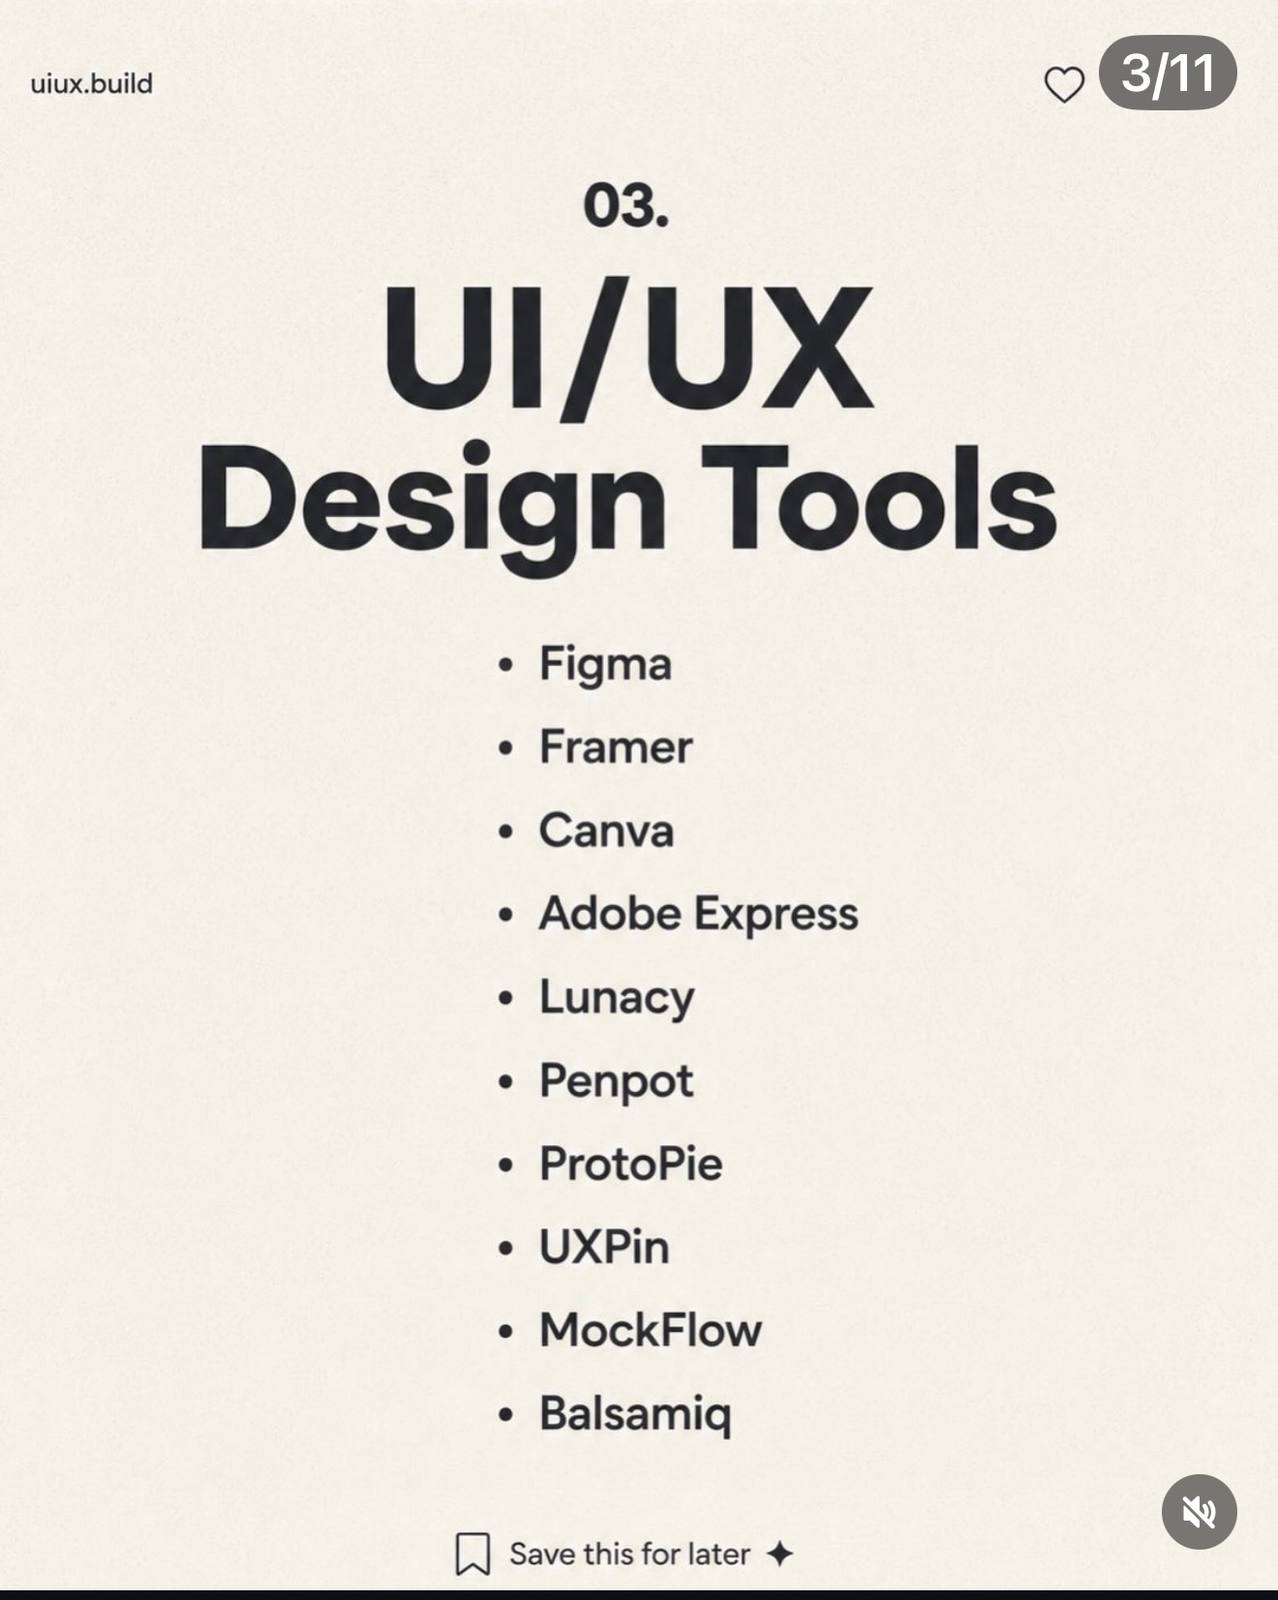 uiux.build
3/11
03.
UI/UX
Design Tools
• Figma
• Framer
• Canva
• Adobe Express
• Lunacy
• Penpot
• ProtoPie
• UXPin
• MockFlow
• Balsamiq
Save this for later